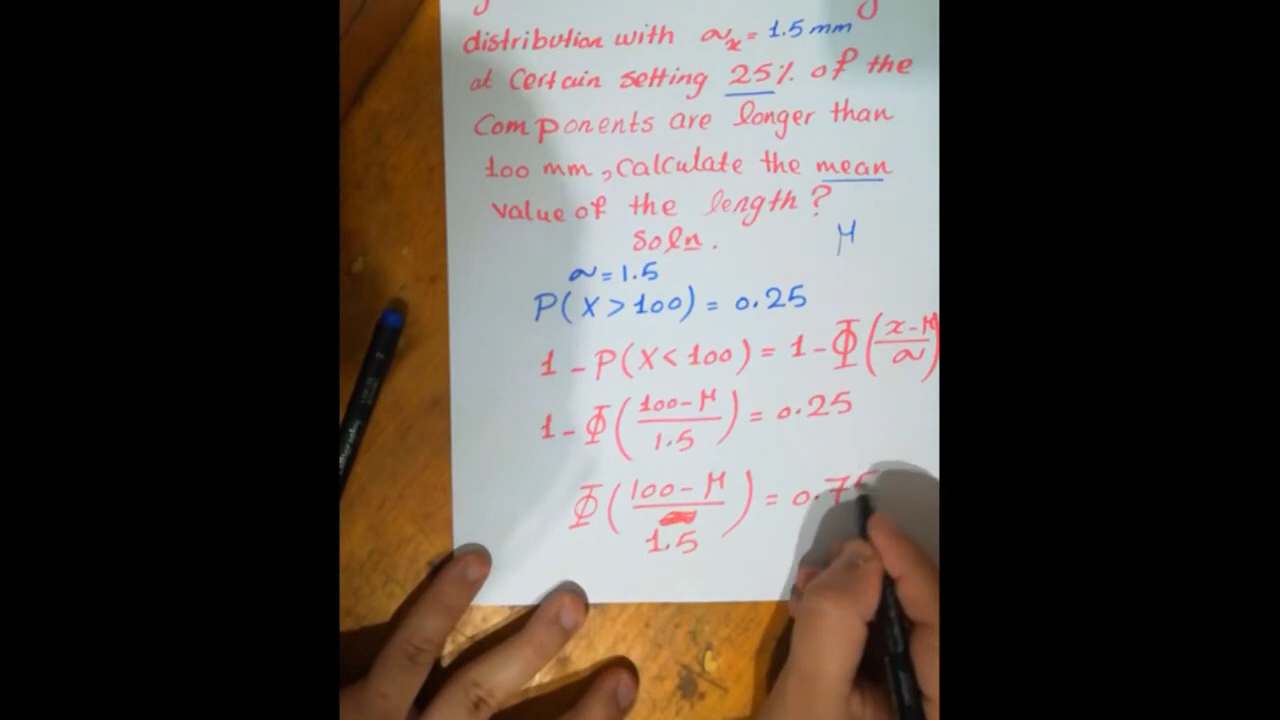 distribution with σx = 1.5 mm
at certain setting 25% of the
components are longer than
100 mm, calculate the mean
value of the length?
soln.
μ
σ = 1.5
P(X > 100) = 0.25
1 - P(X < 100) = 1 - Φ((x - μ)/σ)
1 - Φ((100 - μ)/1.5) = 0.25
Φ((100 - μ)/1.5) = 0.75